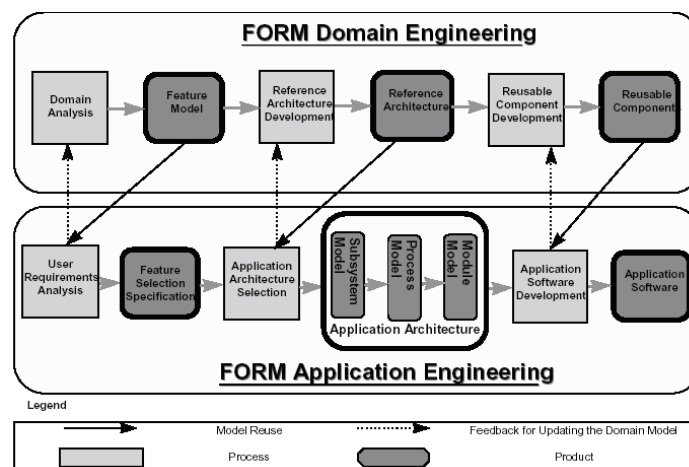 FORM Domain Engineering
Domain
Analysis
Feature
Model
Reference
Architecture
Development
Reference
Architecture
Reusable
Component
Development
Reusable
Components
User
Requirements
Analysis
Feature
Selection
Specification
Application
Architecture
Selection
Subsystem
Model
Process
Model
Module
Model
Application Architecture
Application
Software
Development
Application
Software
FORM Application Engineering
Legend
Model Reuse
Feedback for Updating the Domain Model
Process
Product